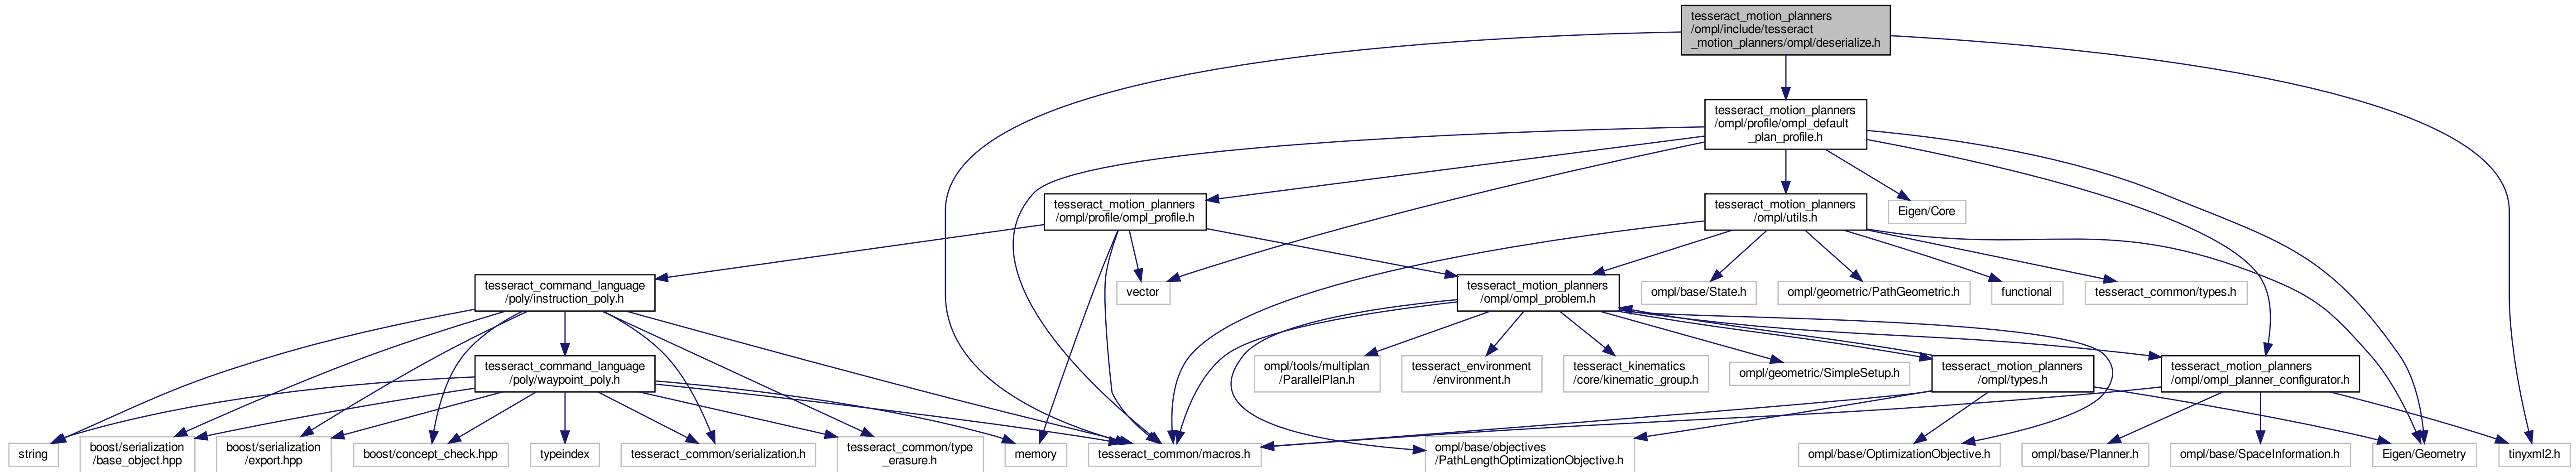 tesseract_motion_planners
/ompl/include/tesseract
_motion_planners/ompl/deserialize.h
tesseract_motion_planners
/ompl/profile/ompl_default
_plan_profile.h
tesseract_motion_planners
/ompl/profile/ompl_profile.h
tesseract_motion_planners
/ompl/utils.h
Eigen/Core
tesseract_command_language
/poly/instruction_poly.h
vector
tesseract_motion_planners
/ompl/ompl_problem.h
ompl/base/State.h
ompl/geometric/PathGeometric.h
functional
tesseract_common/types.h
tesseract_command_language
/poly/waypoint_poly.h
ompl/tools/multiplan
/ParallelPlan.h
tesseract_environment
/environment.h
tesseract_kinematics
/core/kinematic_group.h
ompl/geometric/SimpleSetup.h
tesseract_motion_planners
/ompl/types.h
tesseract_motion_planners
/ompl/ompl_planner_configurator.h
string
boost/serialization
/base_object.hpp
boost/serialization
/export.hpp
boost/concept_check.hpp
typeindex
tesseract_common/serialization.h
tesseract_common/type
_erasure.h
memory
tesseract_common/macros.h
ompl/base/objectives
/PathLengthOptimizationObjective.h
ompl/base/OptimizationObjective.h
ompl/base/Planner.h
ompl/base/SpaceInformation.h
Eigen/Geometry
tinyxml2.h